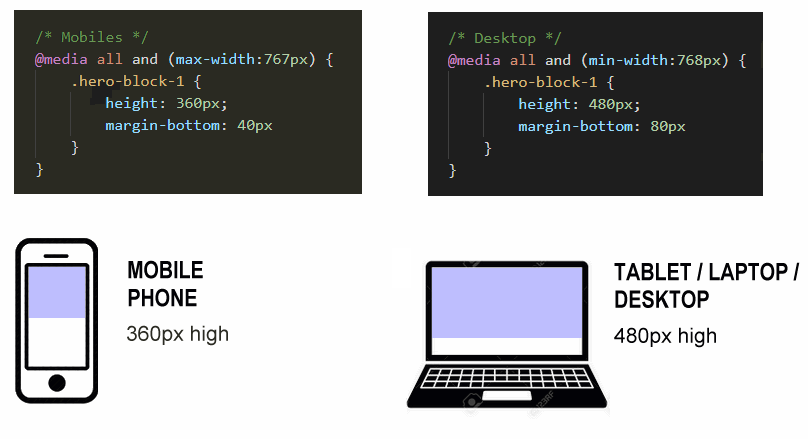 /* Mobiles */
@media all and (max-width:767px) {
.hero-block-1 {
height: 360px;
margin-bottom: 40px
}
}
/* Desktop */
@media all and (min-width:768px) {
.hero-block-1 {
height: 480px;
margin-bottom: 80px
}
}
MOBILE
PHONE
360px high
TABLET / LAPTOP /
DESKTOP
480px high